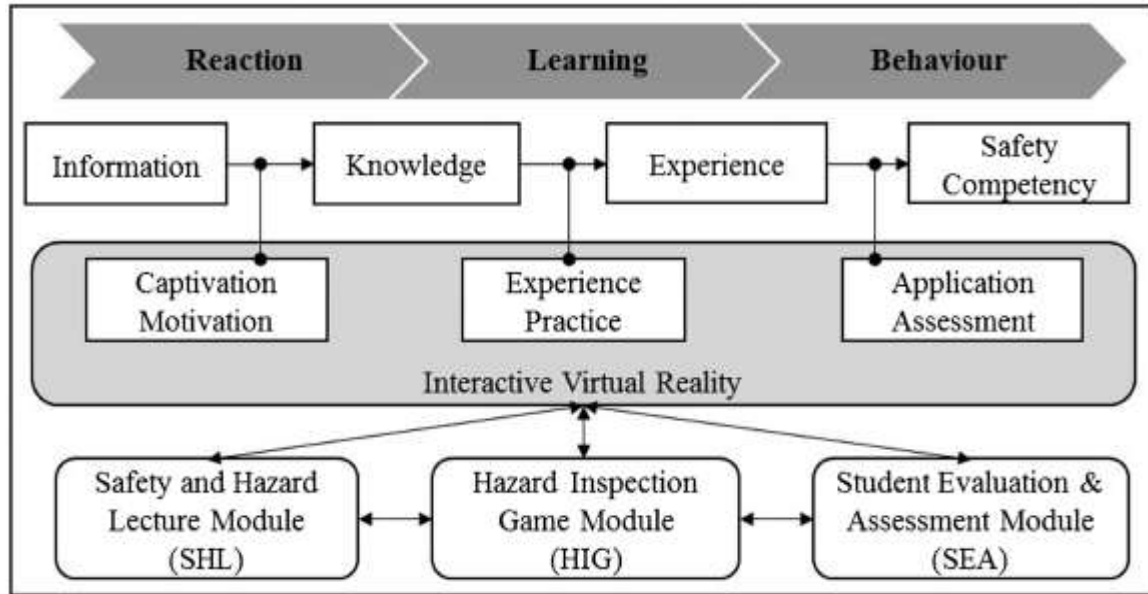 Reaction
Learning
Behaviour
Information
Knowledge
Experience
Safety
Competency
Captivation
Motivation
Experience
Practice
Application
Assessment
Interactive Virtual Reality
Safety and Hazard
Lecture Module
(SHL)
Hazard Inspection
Game Module
(HIG)
Student Evaluation &
Assessment Module
(SEA)